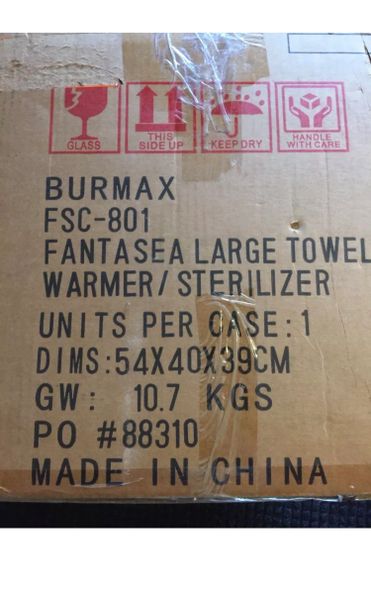 GLASS
THIS
SIDE UP
KEEP DRY
HANDLE
WITH CARE
BURMAX
FSC-801
FANTASEA LARGE TOWEL
WARMER/STERILIZER
UNITS PER CASE:1
DIMS:54X40X39CM
GW: 10.7 KGS
PO #88310
MADE IN CHINA